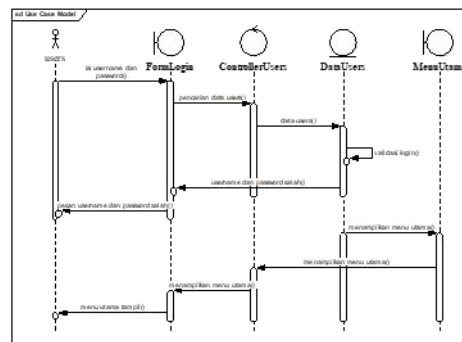 sd Use Case Model
users
FormLogin
ControllerUsers
DataUsers
MenuUtama
isi username dan
password()
pencarian data users()
data users()
validasi login()
username dan password salah()
pesan username dan password salah()
menampilkan menu utama()
menampilkan menu utama()
menampilkan menu utama()
menu utama tampil()